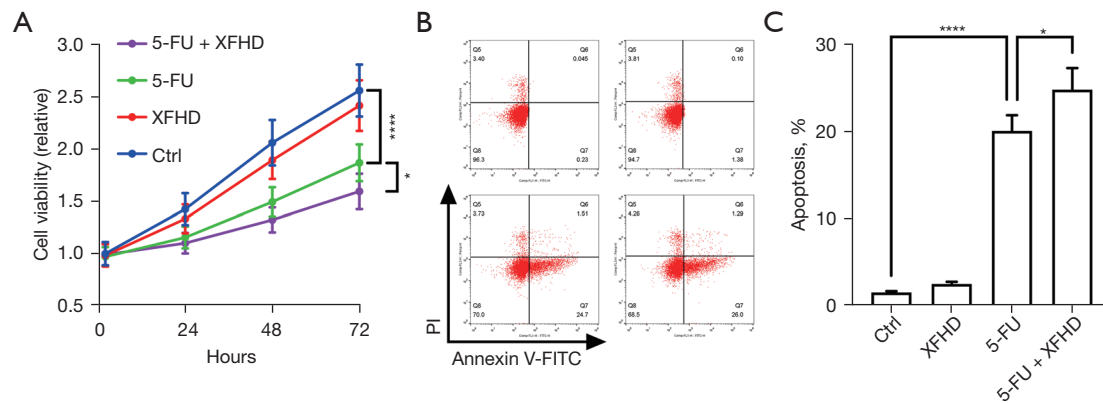 A
Cell viability (relative)
3.0
2.5
2.0
1.5
1.0
0.5
0
24
48
72
Hours
5-FU + XFHD
5-FU
XFHD
Ctrl
****
*
B
Q5
3.40
Q6
0.045
Q8
96.3
Q7
0.23
Q5
3.81
Q6
0.10
Q8
94.7
Q7
1.38
Q5
3.73
Q6
1.51
Q8
70.0
Q7
24.7
Q5
4.26
Q6
1.29
Q8
68.5
Q7
26.0
PI
Annexin V-FITC
C
Apoptosis, %
30
20
10
0
****
*
Ctrl
XFHD
5-FU
5-FU + XFHD